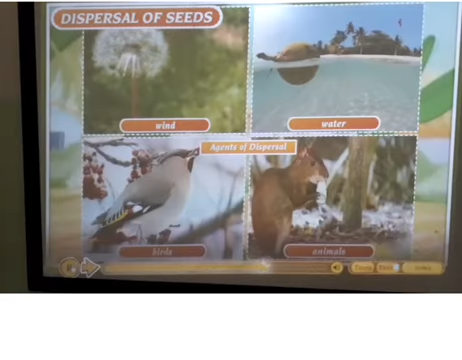 DISPERSAL OF SEEDS
wind
water
Agents of Dispersal
birds
animals